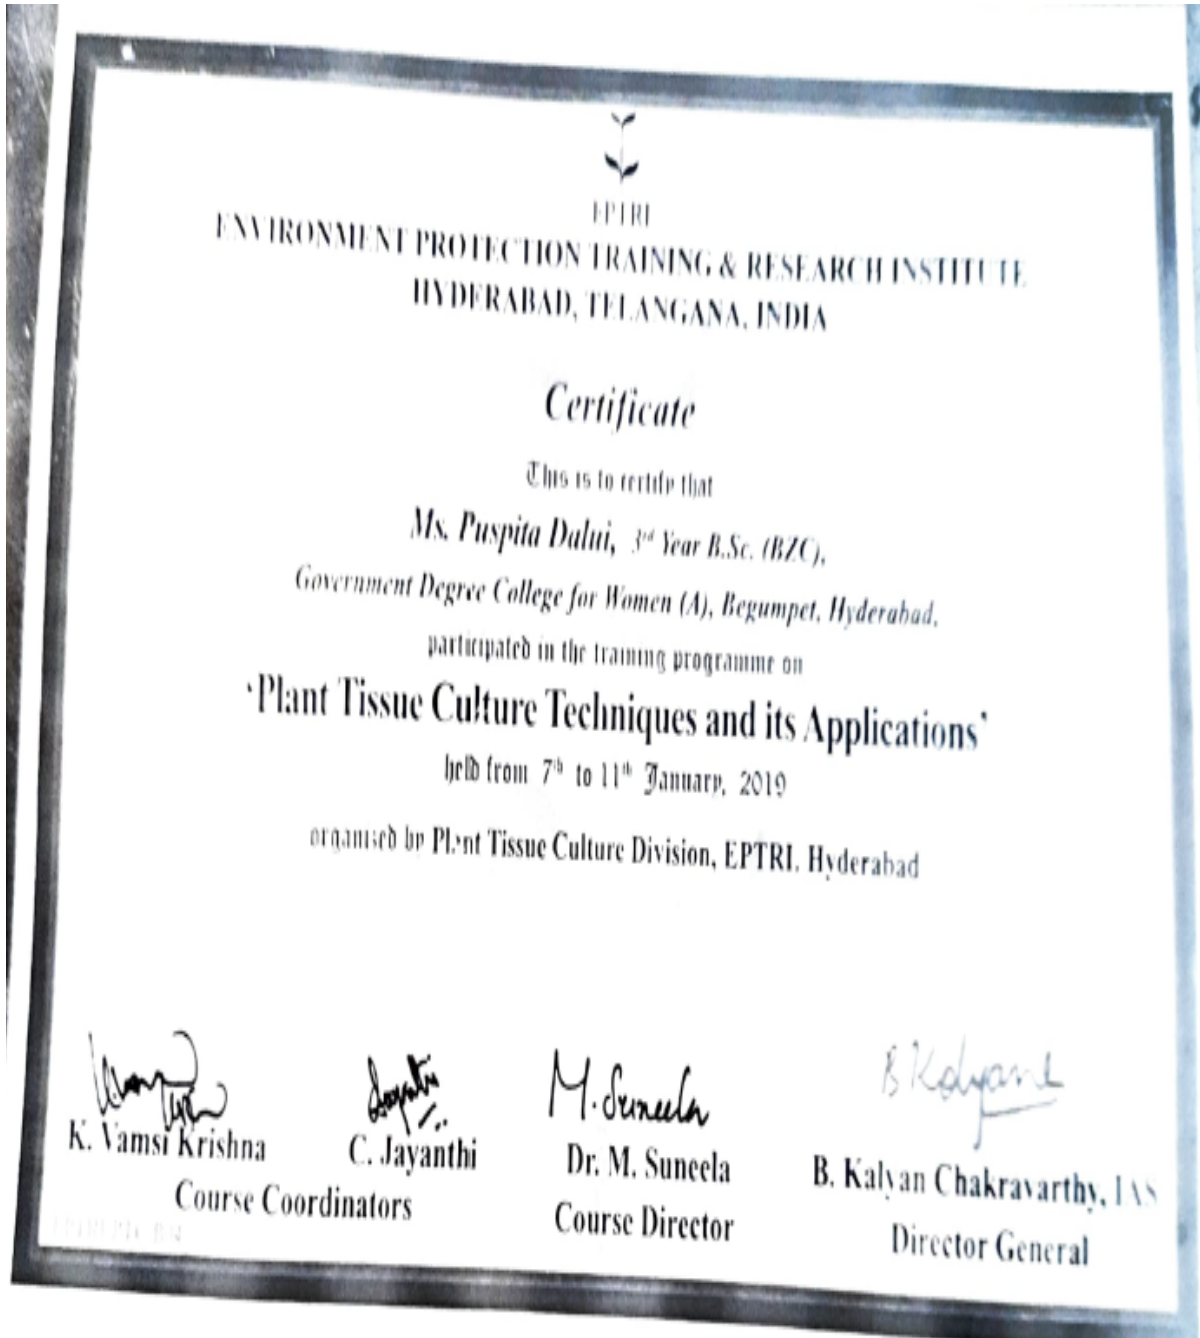 EPTRI
ENVIRONMENT PROTECTION TRAINING & RESEARCH INSTITUTE
HYDERABAD, TELANGANA, INDIA
Certificate
This is to certify that
Ms. Puspita Dalui, 3rd Year B.Sc. (BZC),
Government Degree College for Women (A), Begumpet, Hyderabad,
participated in the training programme on
‘Plant Tissue Culture Techniques and its Applications’
held from 7th to 11th January, 2019
organised by Plant Tissue Culture Division, EPTRI, Hyderabad
M. Suneela
B Kalyan
K. Vamsi Krishna C. Jayanthi Dr. M. Suneela B. Kalyan Chakravarthy, IAS
Course Coordinators Course Director Director General